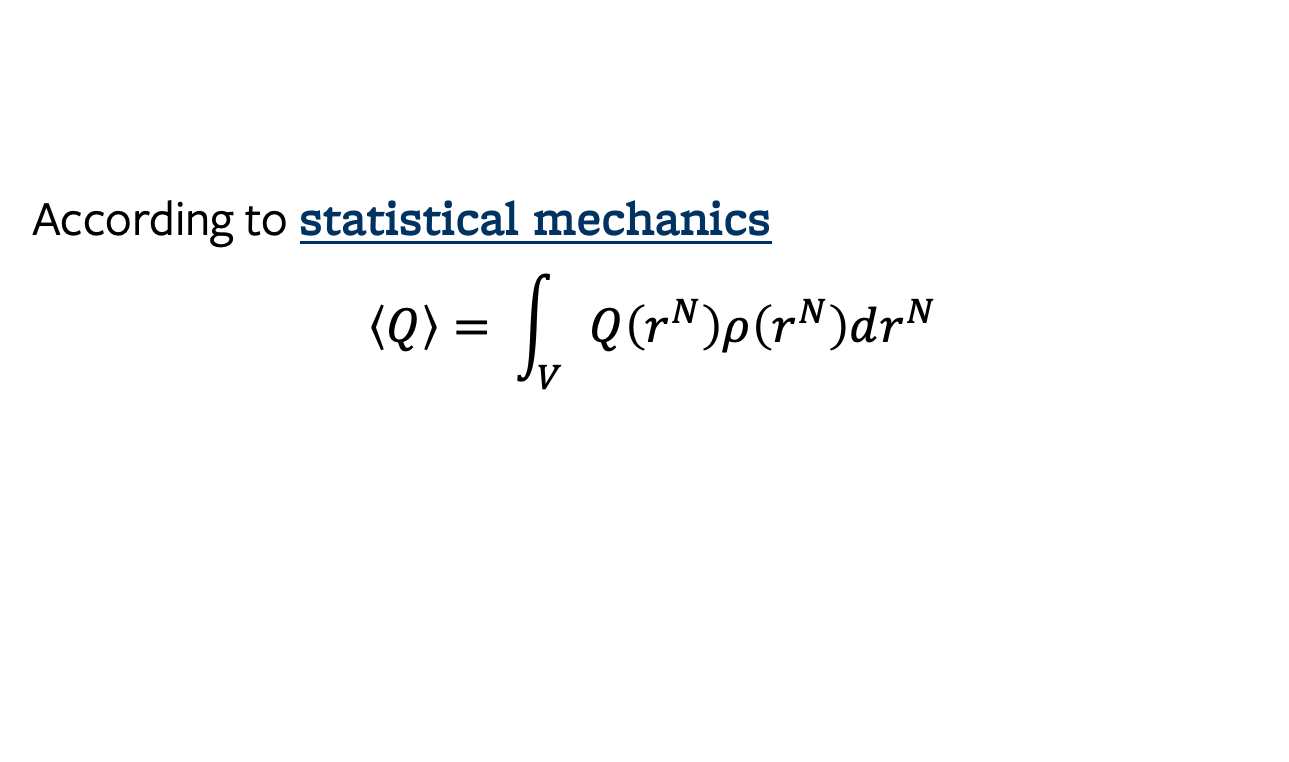 According to statistical mechanics
⟨Q⟩ = ∫_V Q(r^N)ρ(r^N)dr^N